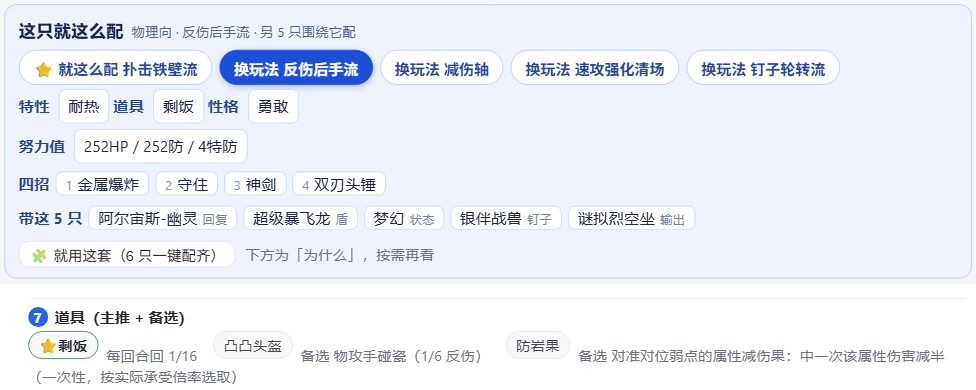 这只就这么配 物理向 · 反伤后手流 · 另 5 只围绕它配
就这么配 扑击铁壁流 换玩法 反伤后手流 换玩法 减伤轴 换玩法 速攻强化清场 换玩法 钉子轮转流
特性 耐热 道具 剩饭 性格 勇敢
努力值 252HP / 252防 / 4特防
四招 1 金属爆炸 2 守住 3 神剑 4 双刃头锤
带这 5 只 阿尔宙斯-幽灵 回复 超级暴飞龙 盾 梦幻 状态 银伴战兽 钉子 谜拟烈空坐 输出
就用这套（6 只一键配齐） 下方为「为什么」，按需再看
7 道具（主推 + 备选）
剩饭 每回合回 1/16 凸凸头盔 备选 物攻手碰瓷（1/6 反伤） 防岩果 备选 对准对位弱点的属性减伤果：中一次该属性伤害减半
（一次性，按实际承受倍率选取）